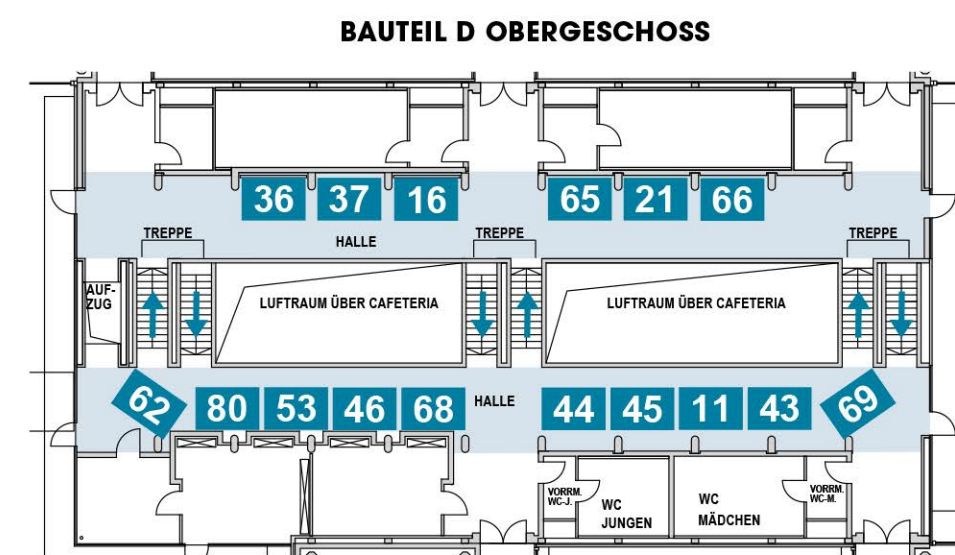 BAUTEIL D OBERGESCHOSS
36 37 16 65 21 66
TREPPE TREPPE TREPPE
HALLE
AUF-
ZUG
LUFTRAUM ÜBER CAFETERIA LUFTRAUM ÜBER CAFETERIA
62 80 53 46 68 HALLE 44 45 11 43 69
VORRM.
WC-J.
WC
JUNGEN
WC
MÄDCHEN
VORRM.
WC-M.